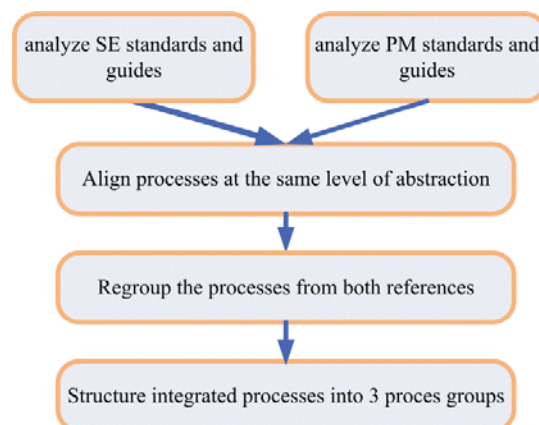 analyze SE standards and
guides
analyze PM standards and
guides
Align processes at the same level of abstraction
Regroup the processes from both references
Structure integrated processes into 3 proces groups